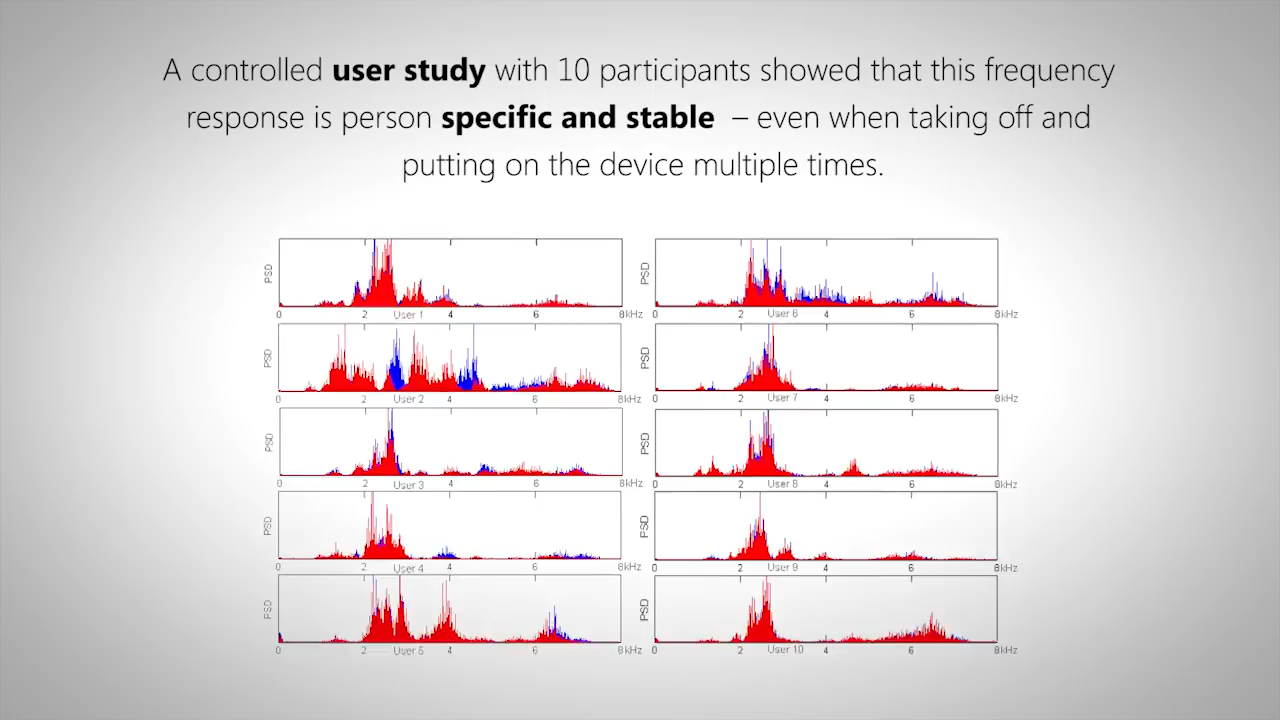 A controlled user study with 10 participants showed that this frequency
response is person specific and stable – even when taking off and
putting on the device multiple times.
PSD
0 2 User 1 4 6 8kHz
PSD
0 2 User 6 4 6 8kHz
PSD
0 2 User 2 4 6 8kHz
PSD
0 2 User 7 4 6 8kHz
PSD
0 2 User 3 4 6 8kHz
PSD
0 2 User 8 4 6 8kHz
PSD
0 2 User 4 4 6 8kHz
PSD
0 2 User 9 4 6 8kHz
PSD
0 2 User 5 4 6 8kHz
PSD
0 2 User 10 4 6 8kHz